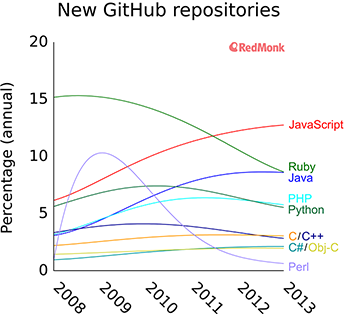 New GitHub repositories
Percentage (annual)
20
15
10
5
0
RedMonk
JavaScript
Ruby
Java
PHP
Python
C/C++
C#/Obj-C
Perl
2008
2009
2010
2011
2012
2013